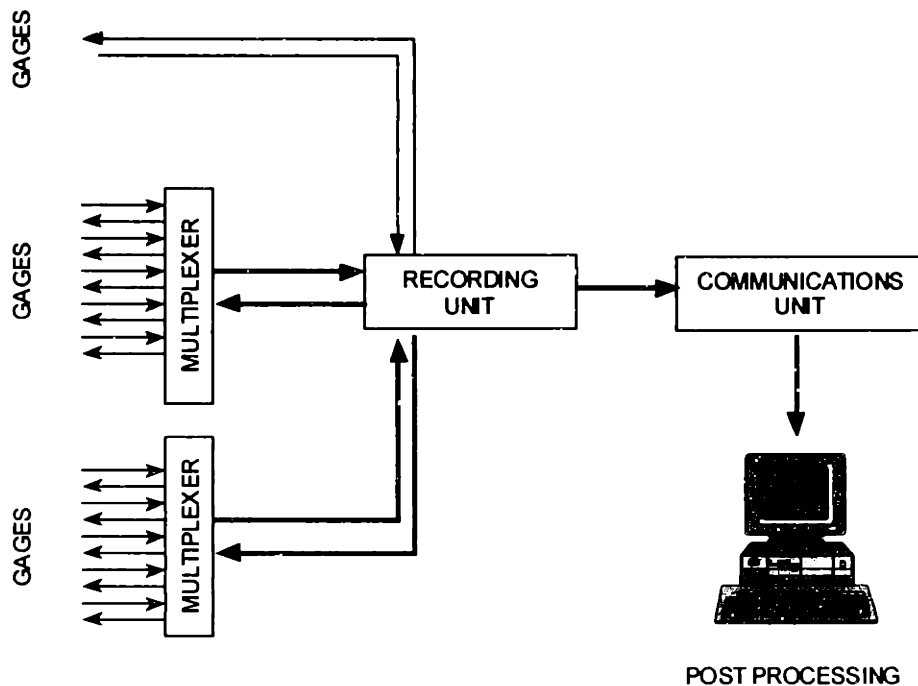 GAGES
GAGES
MULTIPLEXER
RECORDING
UNIT
COMMUNICATIONS
UNIT
GAGES
MULTIPLEXER
POST PROCESSING